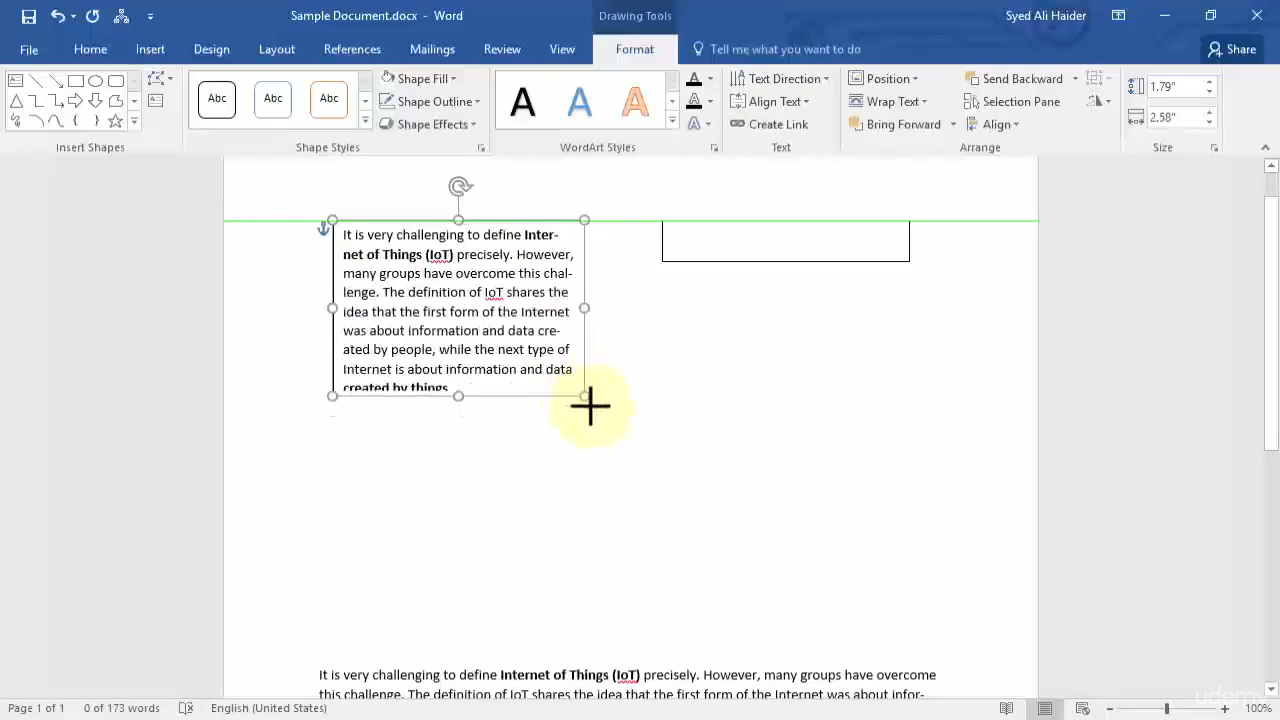 Sample Document.docx - Word
Drawing Tools
Syed Ali Haider
File Home Insert Design Layout References Mailings Review View Format Tell me what you want to do Share
Abc Abc Abc
Shape Fill
Shape Outline
Shape Effects
A A A
Text Direction
Align Text
Create Link
Position
Wrap Text
Bring Forward
Send Backward
Selection Pane
Align
1.79"
2.58"
Insert Shapes Shape Styles WordArt Styles Text Arrange Size
It is very challenging to define Inter-
net of Things (IoT) precisely. However,
many groups have overcome this chal-
lenge. The definition of IoT shares the
idea that the first form of the Internet
was about information and data cre-
ated by people, while the next type of
Internet is about information and data
created by things
It is very challenging to define Internet of Things (IoT) precisely. However, many groups have overcome
this challenge. The definition of IoT shares the idea that the first form of the Internet was about infor-
Page 1 of 1 0 of 173 words English (United States) 100%
udemy